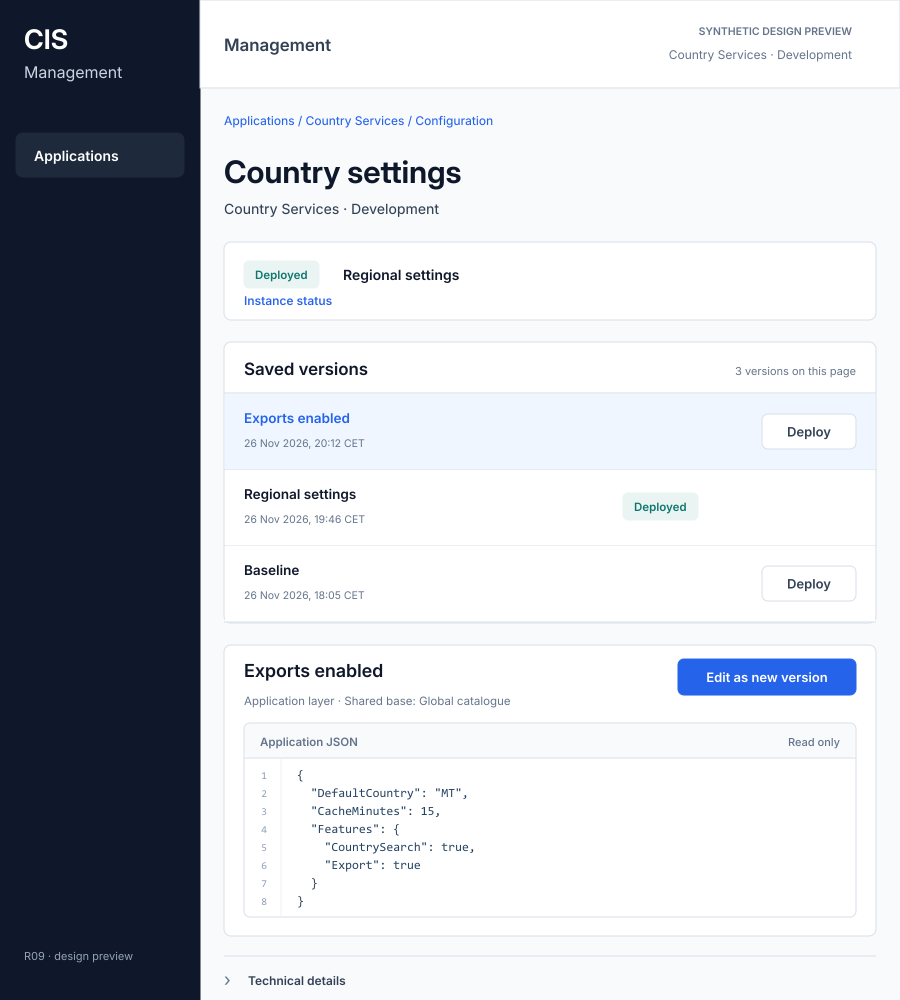 CIS
Management
Applications
R09 · design preview
Management
SYNTHETIC DESIGN PREVIEW
Country Services · Development
Applications / Country Services / Configuration
Country settings
Country Services · Development
Deployed
Regional settings
Instance status
Saved versions
3 versions on this page
Exports enabled
26 Nov 2026, 20:12 CET
Deploy
Regional settings
26 Nov 2026, 19:46 CET
Deployed
Baseline
26 Nov 2026, 18:05 CET
Deploy
Exports enabled
Edit as new version
Application layer · Shared base: Global catalogue
Application JSON
Read only
1 {
2 "DefaultCountry": "MT",
3 "CacheMinutes": 15,
4 "Features": {
5 "CountrySearch": true,
6 "Export": true
7 }
8 }
Technical details